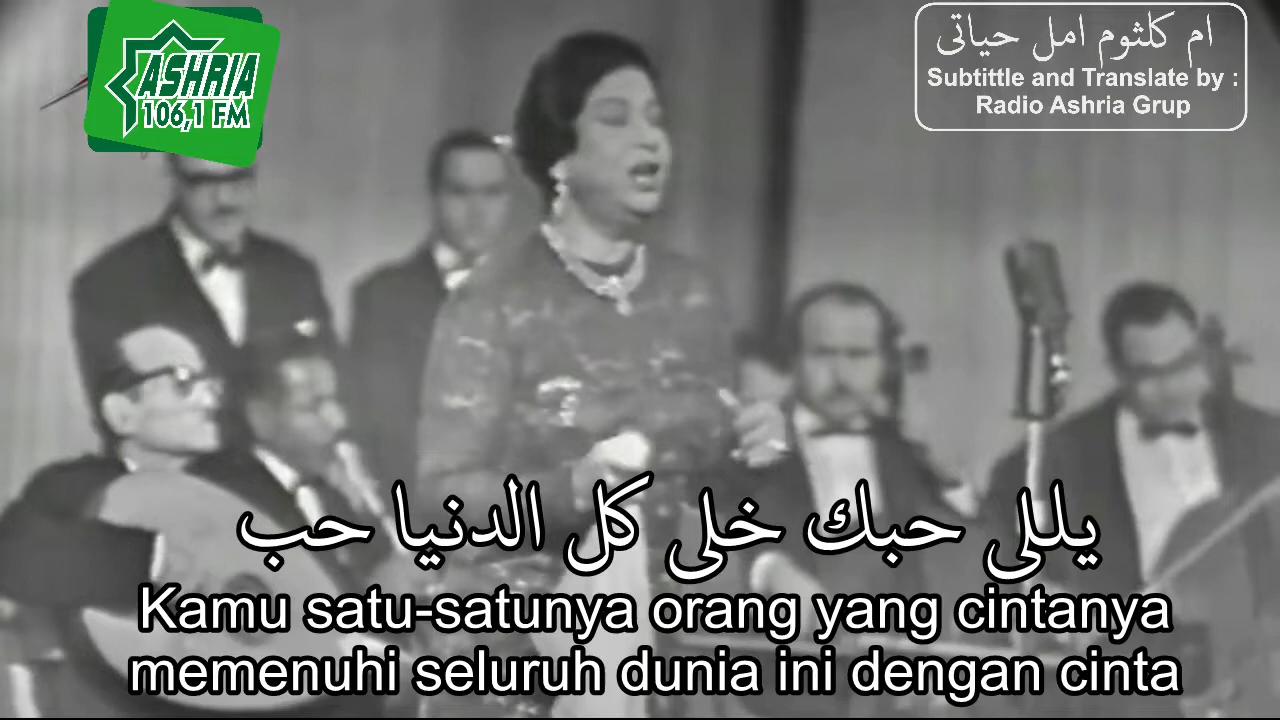 ASHRIA
106,1 FM
ام كلثوم امل حياتى
Subtittle and Translate by :
Radio Ashria Grup
يللي حبك خلى كل الدنيا حب
Kamu satu-satunya orang yang cintanya
memenuhi seluruh dunia ini dengan cinta